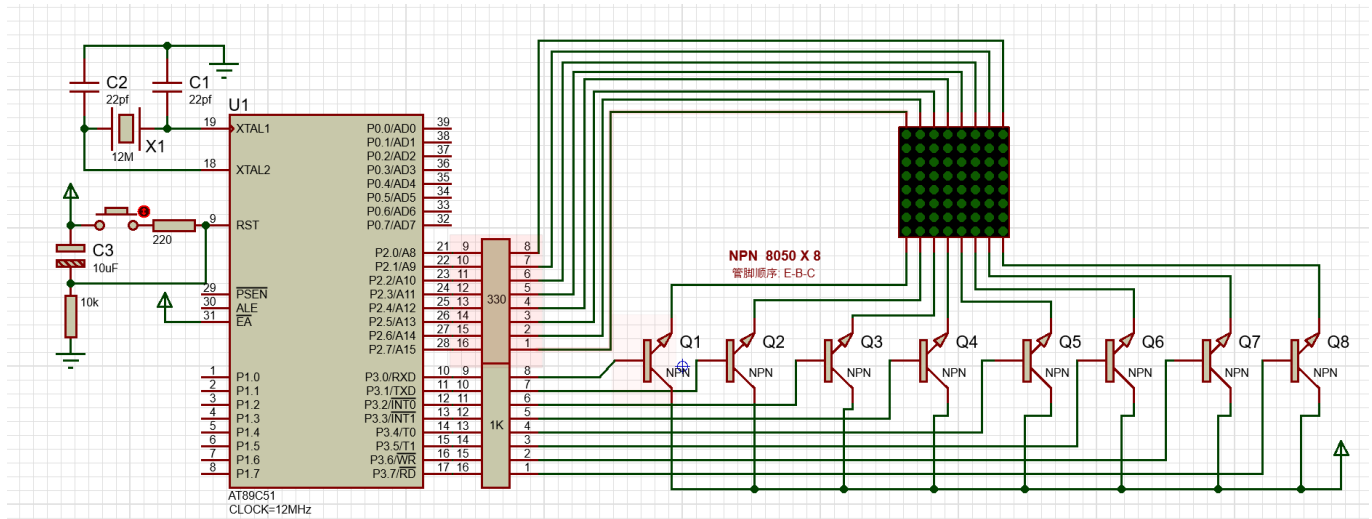 C2
22pf
C1
22pf
X1
12M
220
C3
10uF
10k
U1
19 XTAL1
18 XTAL2
9 RST
29 PSEN
30 ALE
31 EA
1 P1.0
2 P1.1
3 P1.2
4 P1.3
5 P1.4
6 P1.5
7 P1.6
8 P1.7
P0.0/AD0 39
P0.1/AD1 38
P0.2/AD2 37
P0.3/AD3 36
P0.4/AD4 35
P0.5/AD5 34
P0.6/AD6 33
P0.7/AD7 32
P2.0/A8 21 9 8
P2.1/A9 22 10 7
P2.2/A10 23 11 6
P2.3/A11 24 12 5
P2.4/A12 25 13 4
P2.5/A13 26 14 3
P2.6/A14 27 15 2
P2.7/A15 28 16 1
330
P3.0/RXD 10 9 8
P3.1/TXD 11 10 7
P3.2/INT0 12 11 6
P3.3/INT1 13 12 5
P3.4/T0 14 13 4
P3.5/T1 15 14 3
P3.6/WR 16 15 2
P3.7/RD 17 16 1
1K
AT89C51
CLOCK=12MHz
NPN 8050 X 8
管脚顺序: E-B-C
Q1
NPN
Q2
NPN
Q3
NPN
Q4
NPN
Q5
NPN
Q6
NPN
Q7
NPN
Q8
NPN